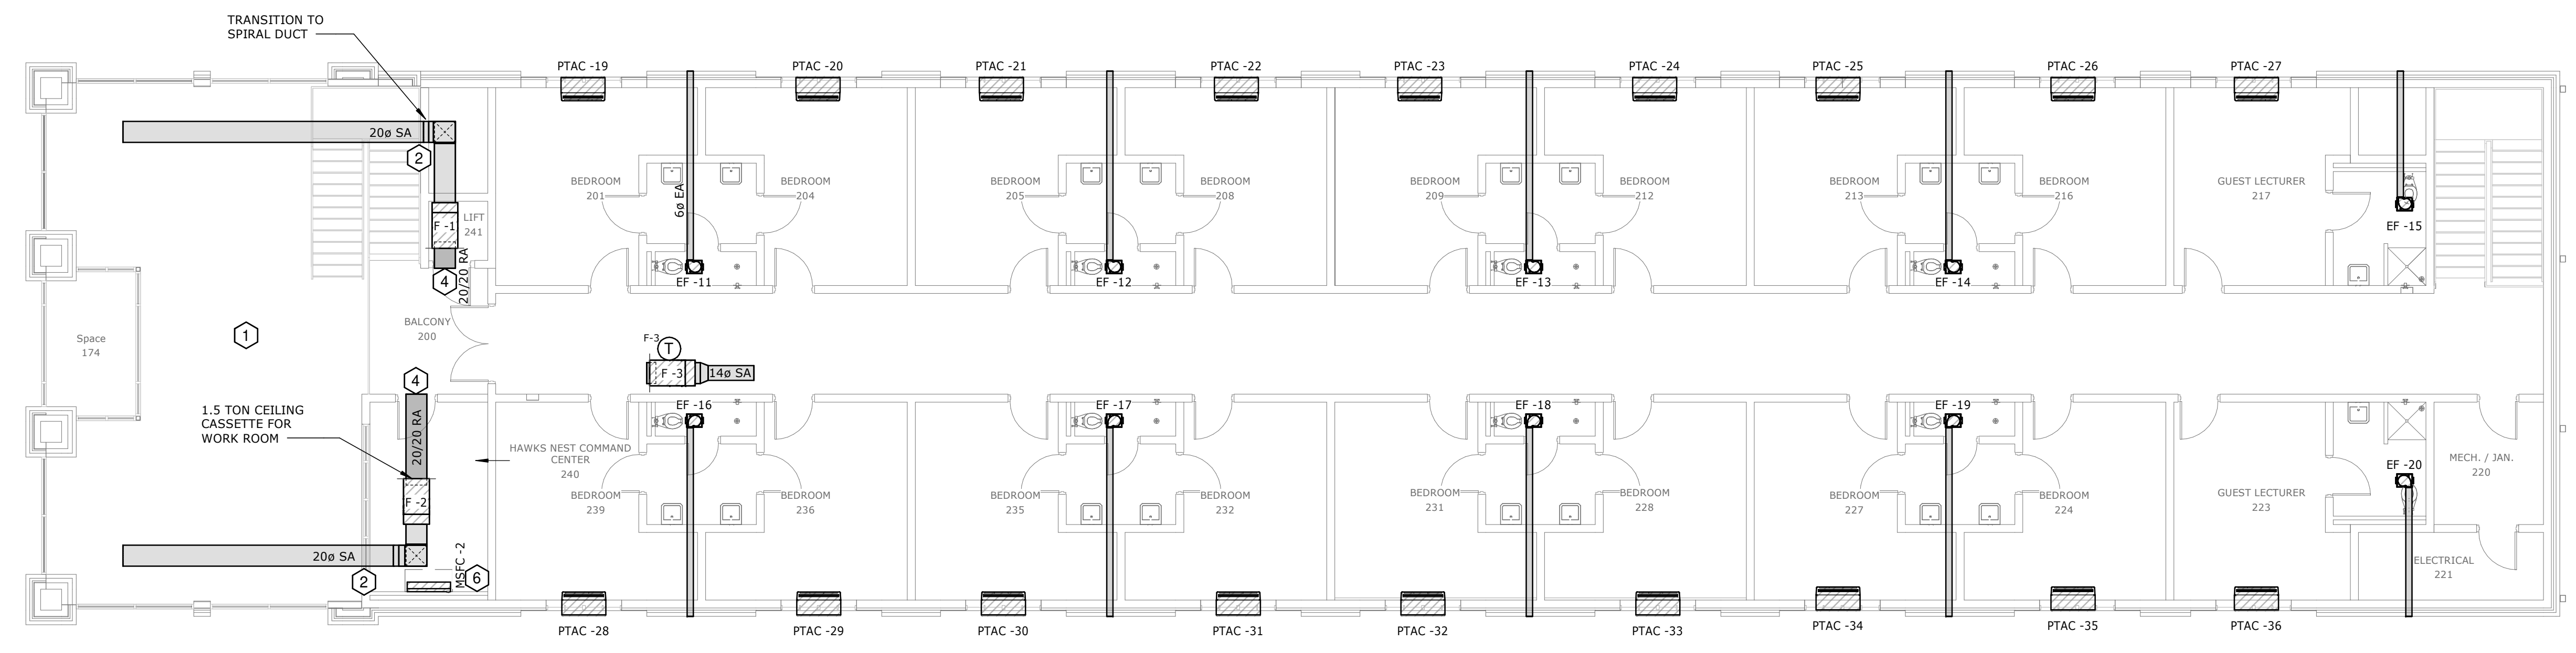 TRANSITION TO
SPIRAL DUCT
PTAC -19
PTAC -20
PTAC -21
PTAC -22
PTAC -23
PTAC -24
PTAC -25
PTAC -26
PTAC -27
20ø SA
2
F -1
LIFT
241
20/20 RA
4
BEDROOM
201
6ø EA
BEDROOM
204
BEDROOM
205
BEDROOM
208
BEDROOM
209
BEDROOM
212
BEDROOM
213
BEDROOM
216
GUEST LECTURER
217
EF -15
EF -11
EF -12
EF -13
EF -14
Space
174
1
BALCONY
200
F-3
T
F -3
14ø SA
4
20/20 RA
1.5 TON CEILING
CASSETTE FOR
WORK ROOM
F -2
HAWKS NEST COMMAND
CENTER
240
EF -16
EF -17
EF -18
EF -19
EF -20
BEDROOM
239
BEDROOM
236
BEDROOM
235
BEDROOM
232
BEDROOM
231
BEDROOM
228
BEDROOM
227
BEDROOM
224
GUEST LECTURER
223
MECH. / JAN.
220
ELECTRICAL
221
20ø SA
2
MSFC -2
6
PTAC -28
PTAC -29
PTAC -30
PTAC -31
PTAC -32
PTAC -33
PTAC -34
PTAC -35
PTAC -36